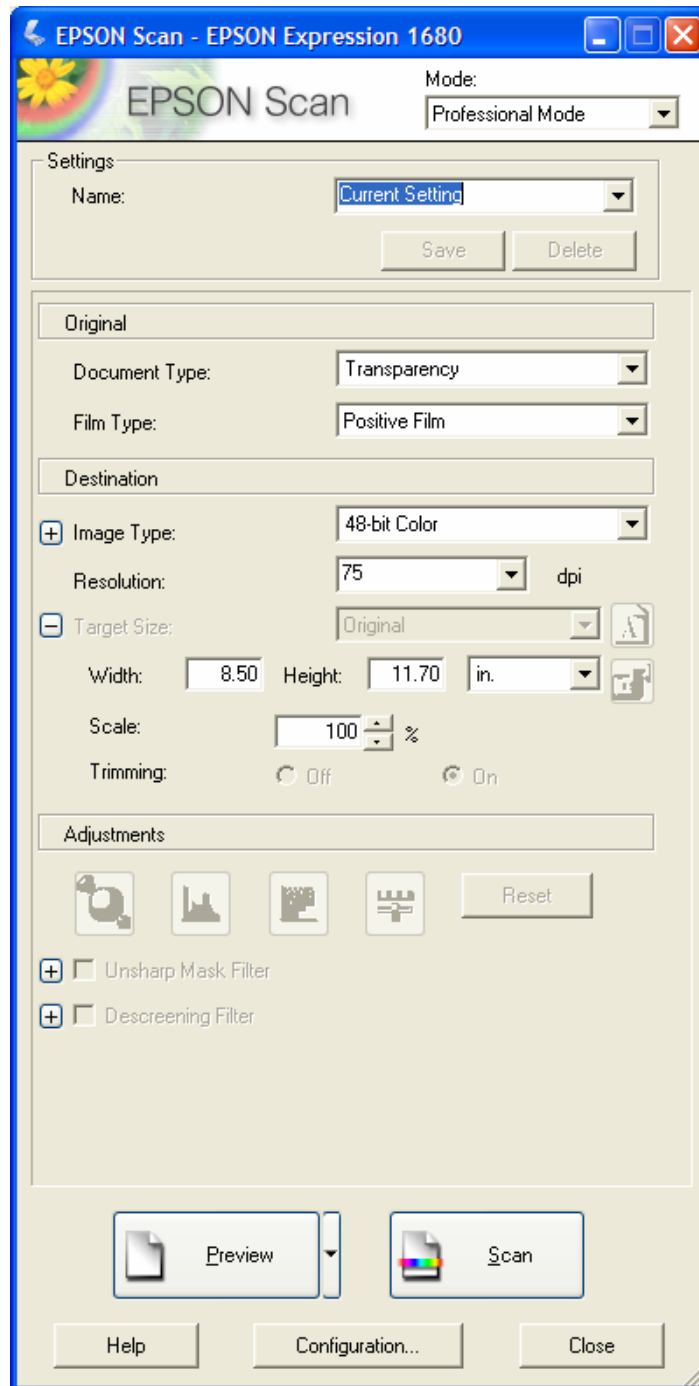 EPSON Scan - EPSON Expression 1680
EPSON Scan
Mode:
Professional Mode
Settings
Name: Current Setting
Save Delete
Original
Document Type: Transparency
Film Type: Positive Film
Destination
Image Type: 48-bit Color
Resolution: 75 dpi
Target Size: Original
Width: 8.50 Height: 11.70 in.
Scale: 100 %
Trimming: Off On
Adjustments
Reset
Unsharp Mask Filter
Descreening Filter
Preview Scan
Help Configuration... Close